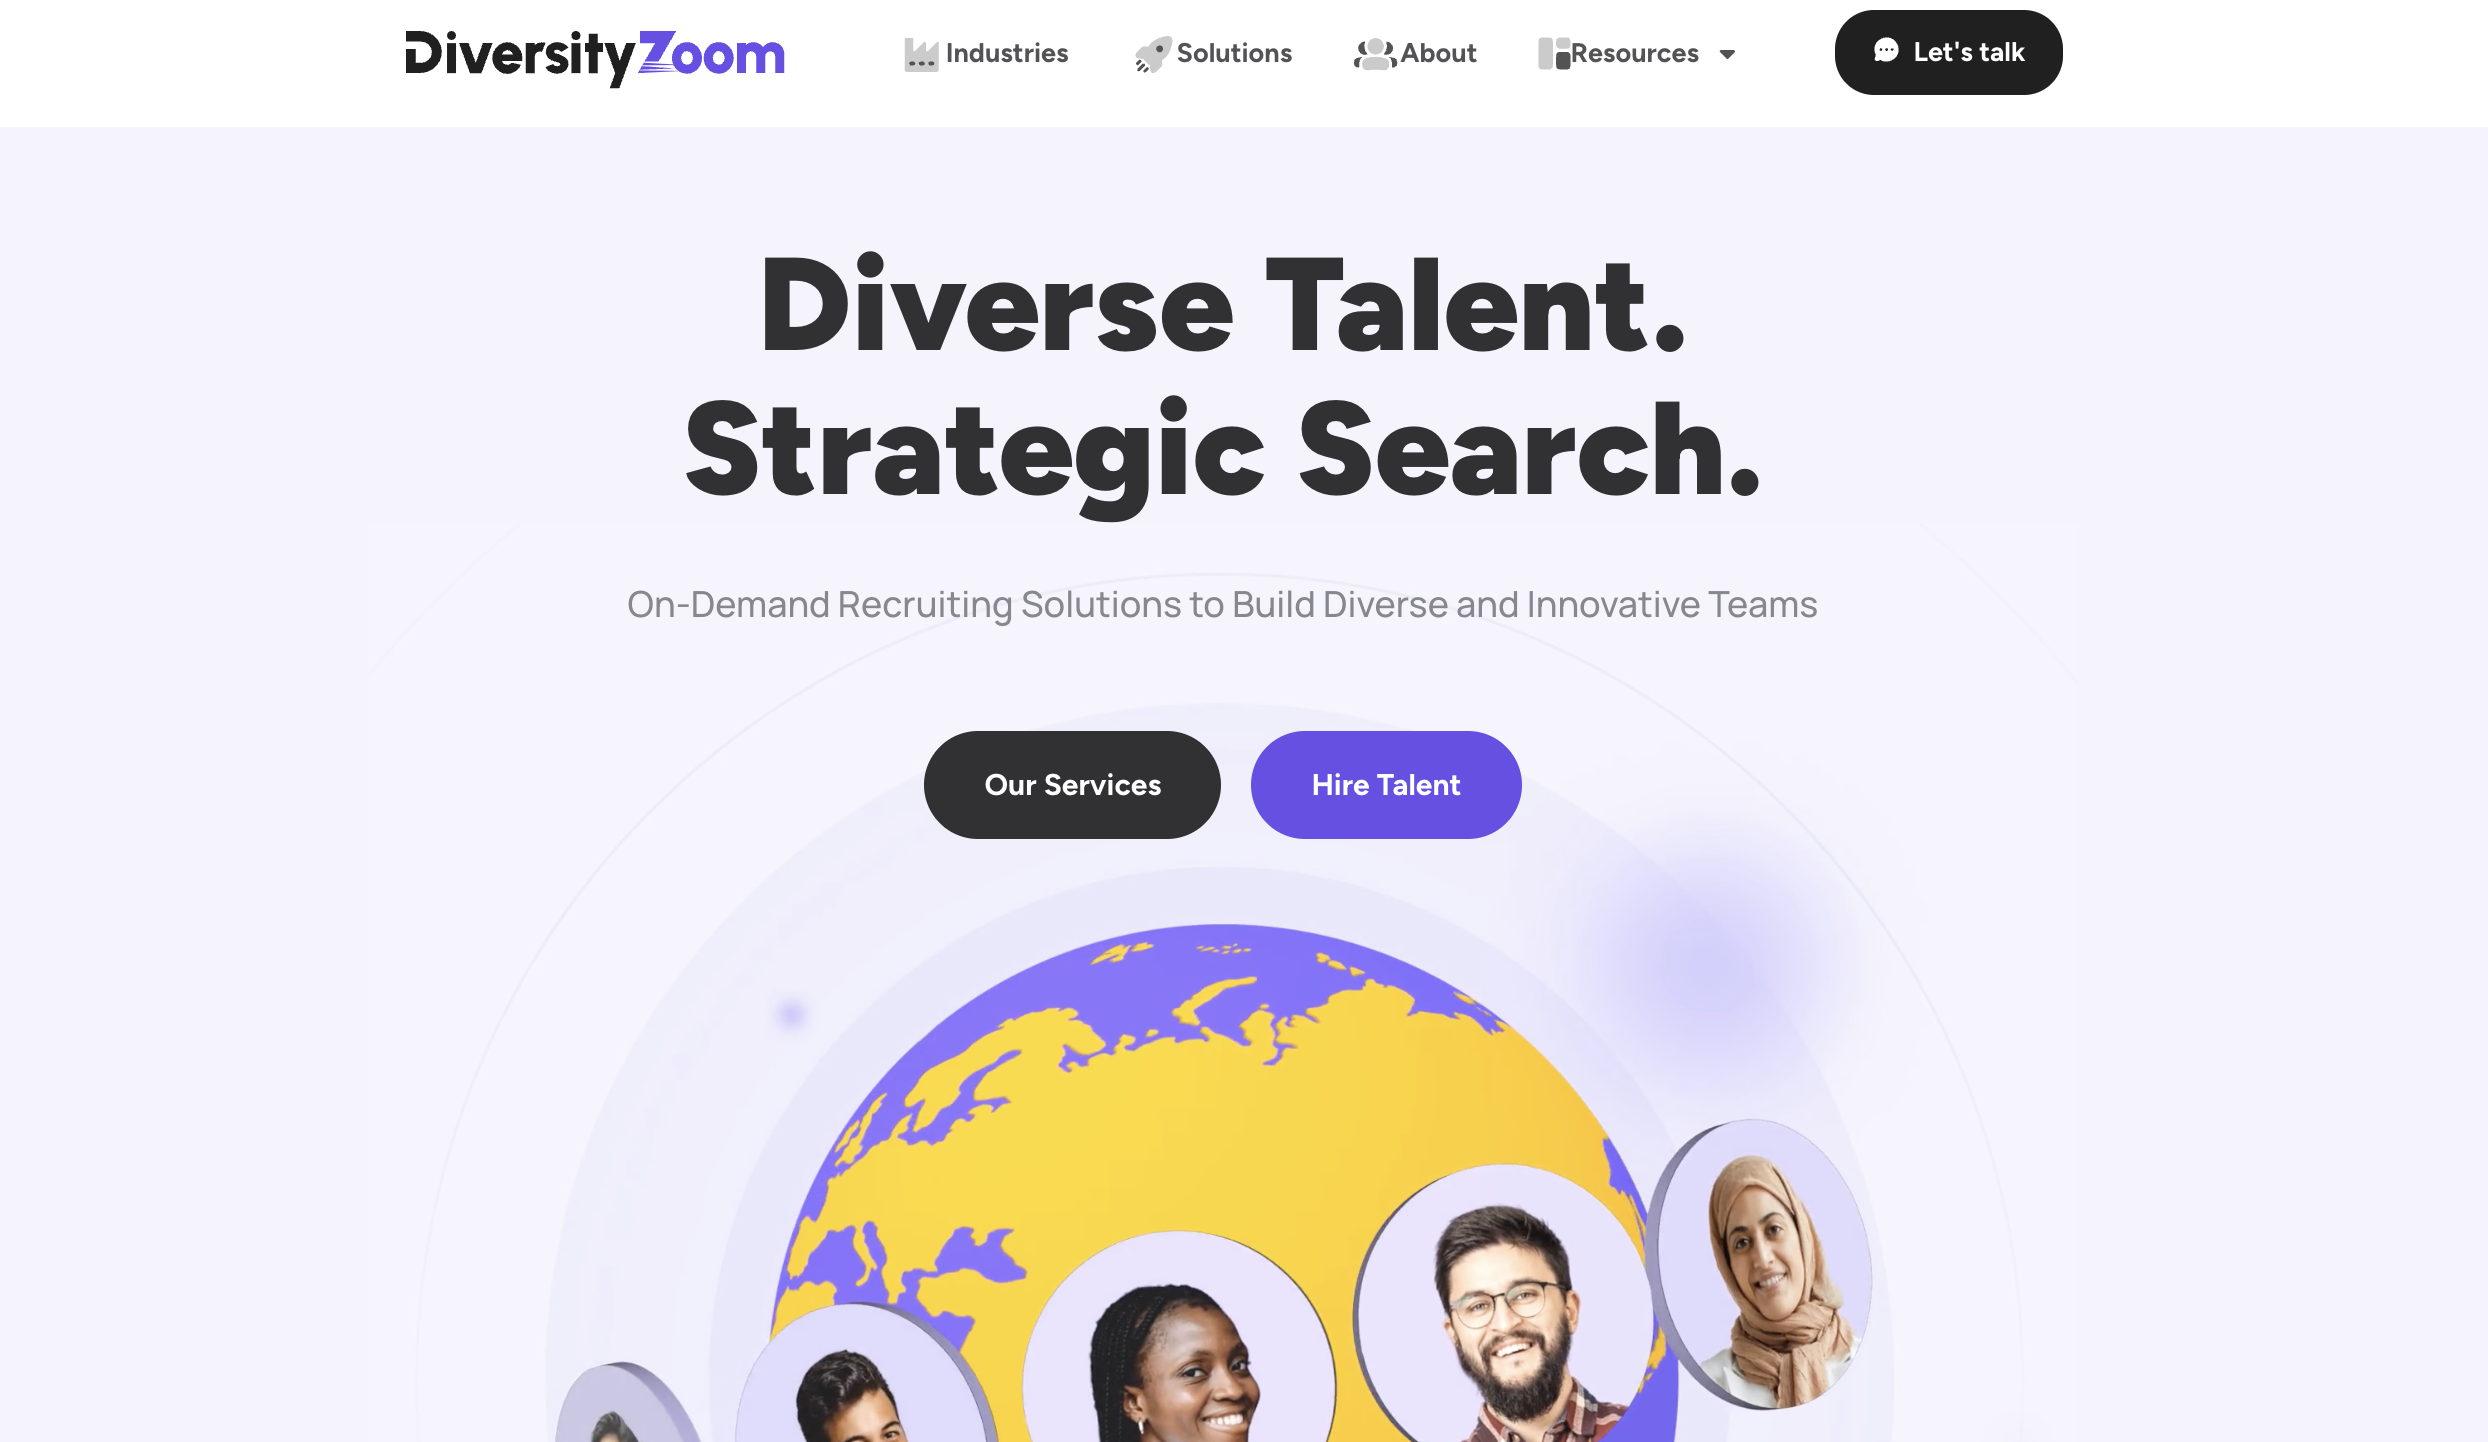 DiversityZoom
Industries
Solutions
About
Resources
Let's talk
Diverse Talent.
Strategic Search.
On-Demand Recruiting Solutions to Build Diverse and Innovative Teams
Our Services
Hire Talent